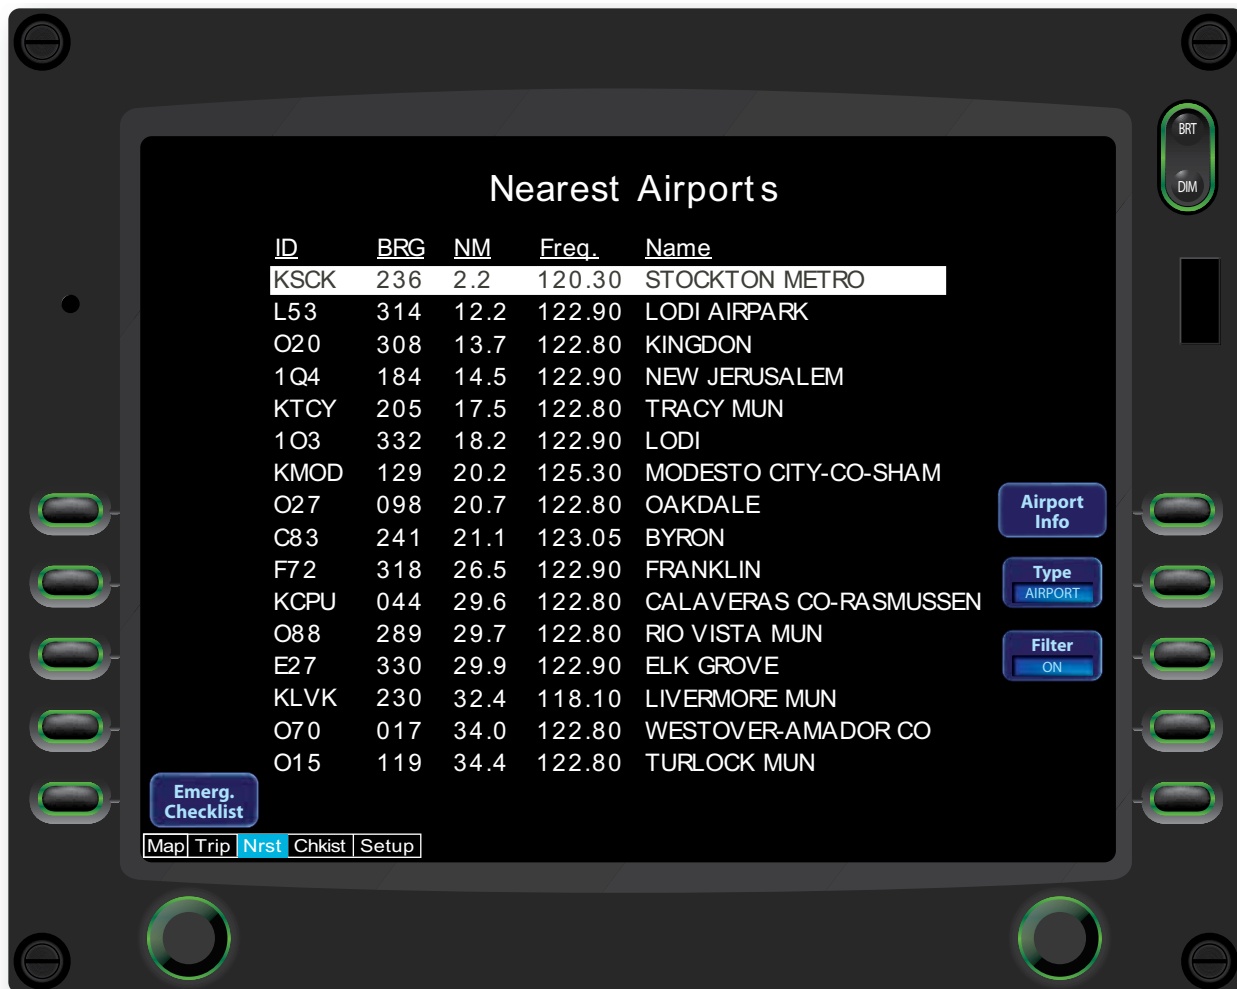 BRT
DIM
Nearest Airports
ID BRG NM Freq. Name
KSCK 236 2.2 120.30 STOCKTON METRO
L53 314 12.2 122.90 LODI AIRPARK
O20 308 13.7 122.80 KINGDON
1Q4 184 14.5 122.90 NEW JERUSALEM
KTCY 205 17.5 122.80 TRACY MUN
1O3 332 18.2 122.90 LODI
KMOD 129 20.2 125.30 MODESTO CITY-CO-SHAM
O27 098 20.7 122.80 OAKDALE
C83 241 21.1 123.05 BYRON
F72 318 26.5 122.90 FRANKLIN
KCPU 044 29.6 122.80 CALAVERAS CO-RASMUSSEN
O88 289 29.7 122.80 RIO VISTA MUN
E27 330 29.9 122.90 ELK GROVE
KLVK 230 32.4 118.10 LIVERMORE MUN
O70 017 34.0 122.80 WESTOVER-AMADOR CO
O15 119 34.4 122.80 TURLOCK MUN
Airport
Info
Type
AIRPORT
Filter
ON
Emerg.
Checklist
Map Trip Nrst Chkist Setup